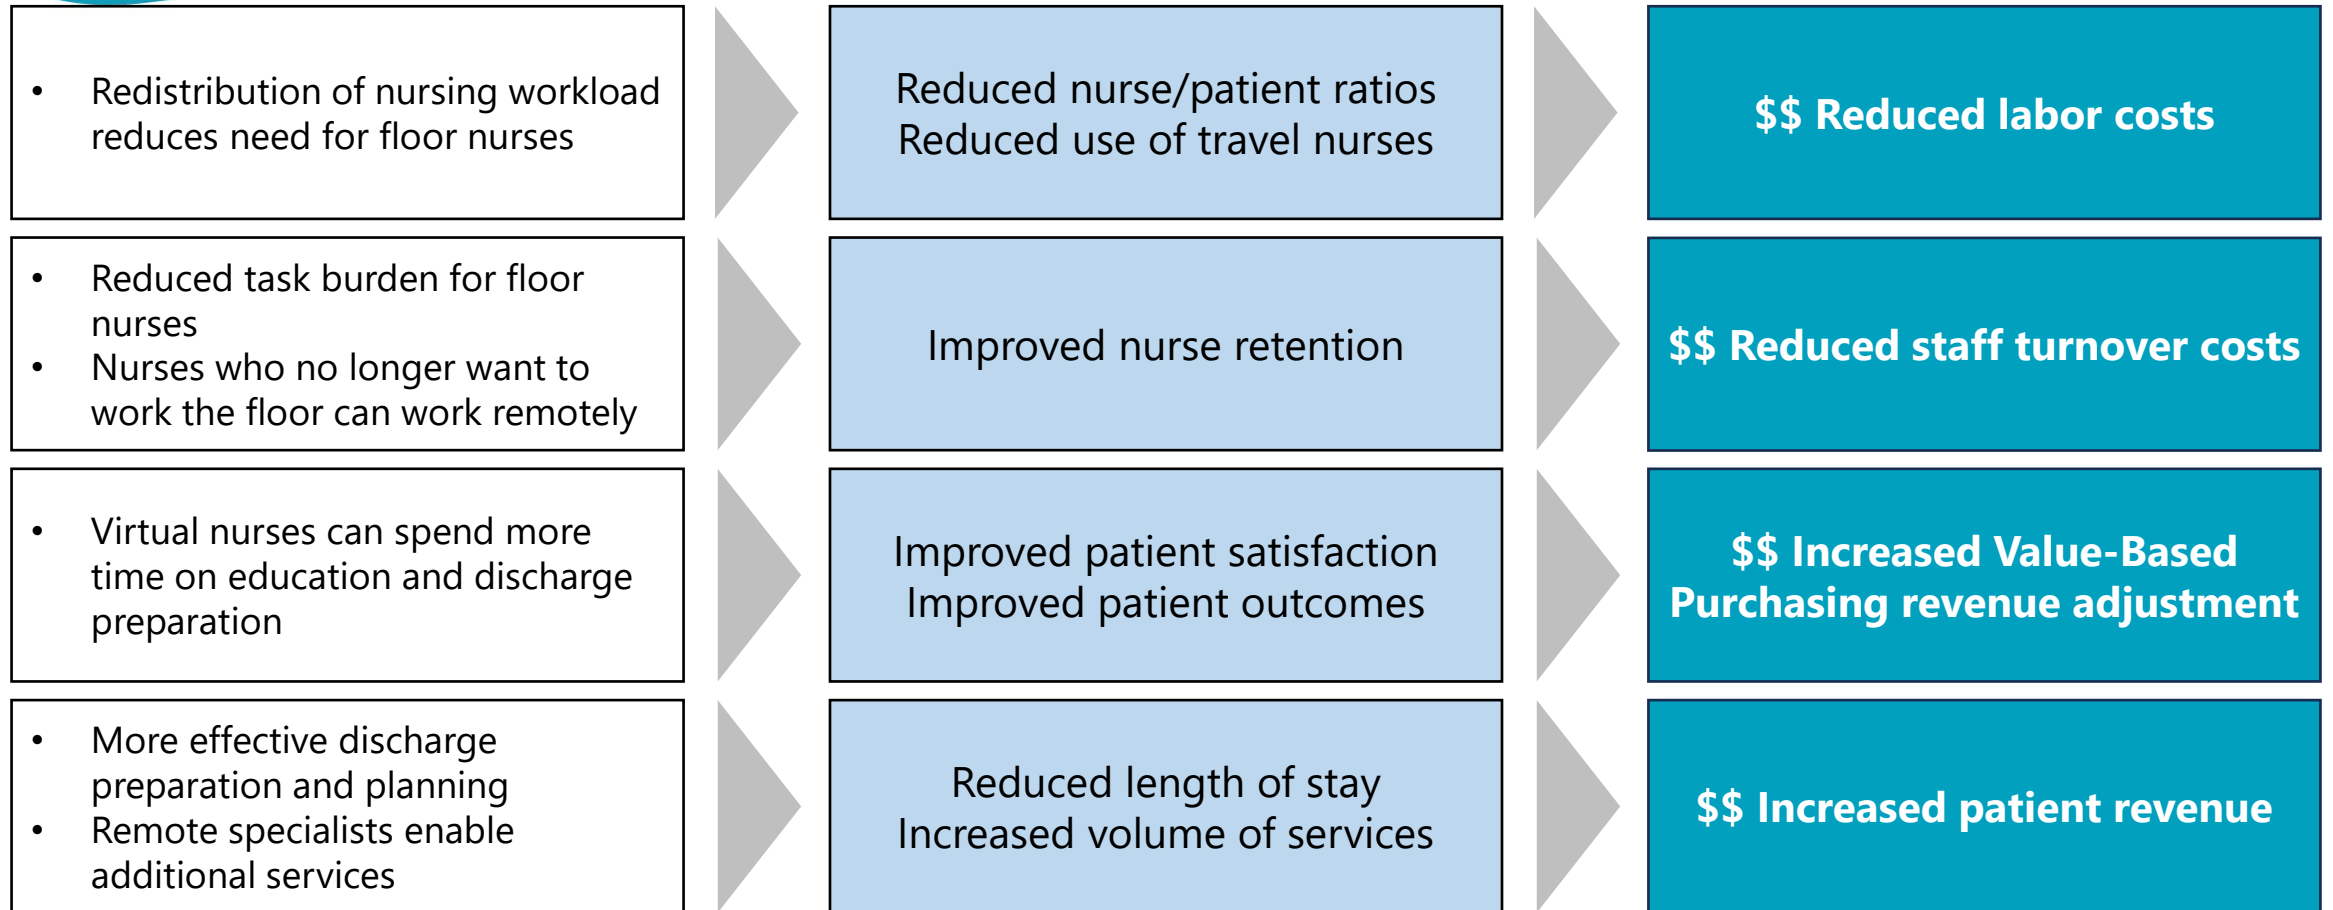 • Redistribution of nursing workload
reduces need for floor nurses
Reduced nurse/patient ratios
Reduced use of travel nurses
$$ Reduced labor costs
• Reduced task burden for floor
nurses
• Nurses who no longer want to
work the floor can work remotely
Improved nurse retention
$$ Reduced staff turnover costs
• Virtual nurses can spend more
time on education and discharge
preparation
Improved patient satisfaction
Improved patient outcomes
$$ Increased Value-Based
Purchasing revenue adjustment
• More effective discharge
preparation and planning
• Remote specialists enable
additional services
Reduced length of stay
Increased volume of services
$$ Increased patient revenue